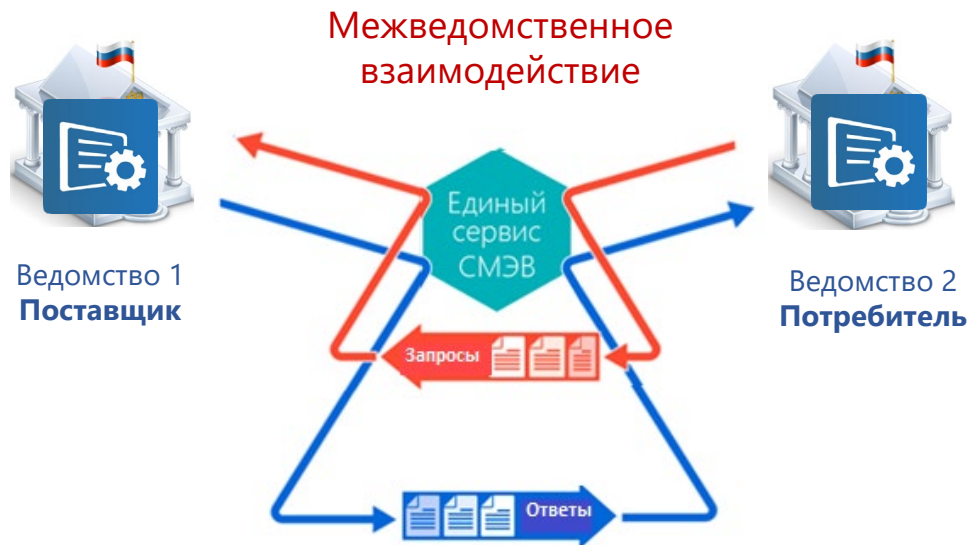 Межведомственное
взаимодействие
Единый
сервис
СМЭВ
Ведомство 1
Поставщик
Ведомство 2
Потребитель
Запросы
Ответы